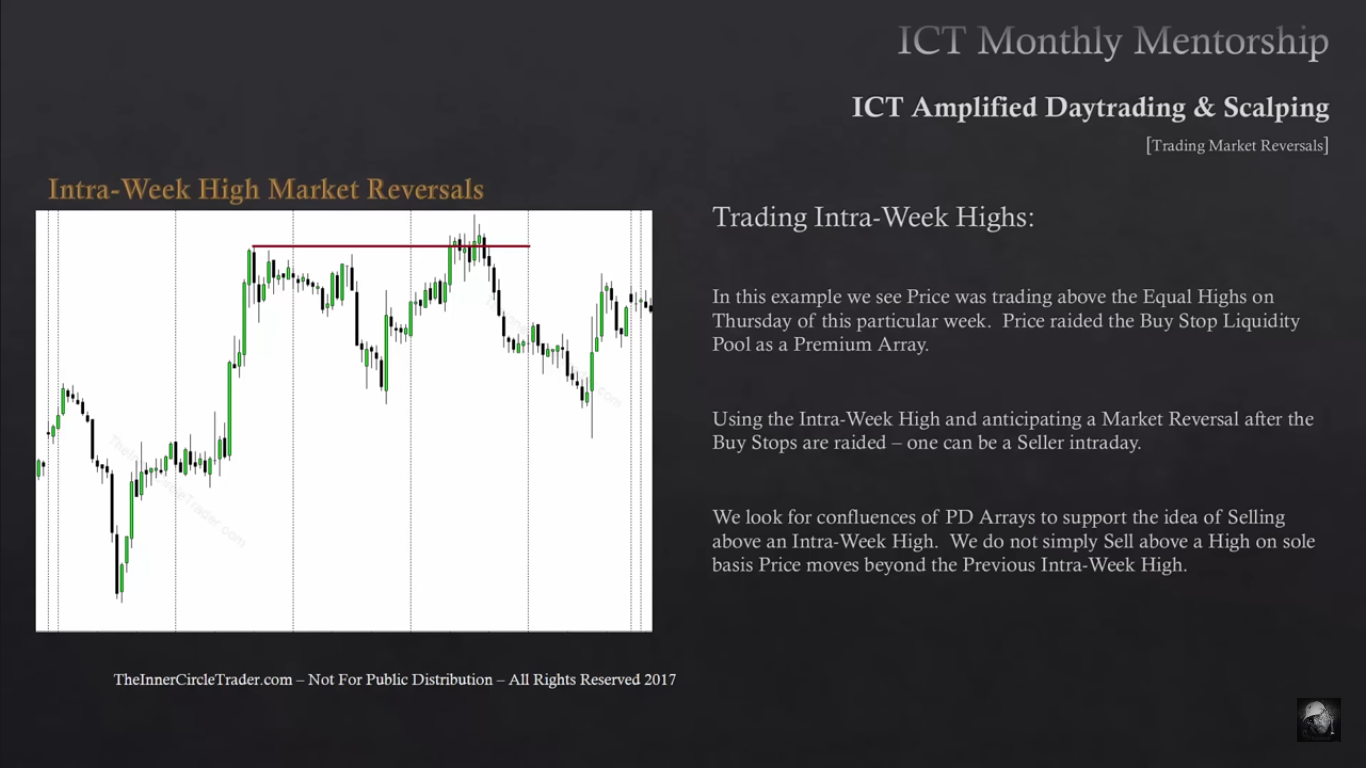 ICT Monthly Mentorship
ICT Amplified Daytrading & Scalping
[Trading Market Reversals]
Intra-Week High Market Reversals
Trading Intra-Week Highs:
In this example we see Price was trading above the Equal Highs on
Thursday of this particular week. Price raided the Buy Stop Liquidity
Pool as a Premium Array.
Using the Intra-Week High and anticipating a Market Reversal after the
Buy Stops are raided – one can be a Seller intraday.
We look for confluences of PD Arrays to support the idea of Selling
above an Intra-Week High. We do not simply Sell above a High on sole
basis Price moves beyond the Previous Intra-Week High.
TheInnerCircleTrader.com – Not For Public Distribution – All Rights Reserved 2017